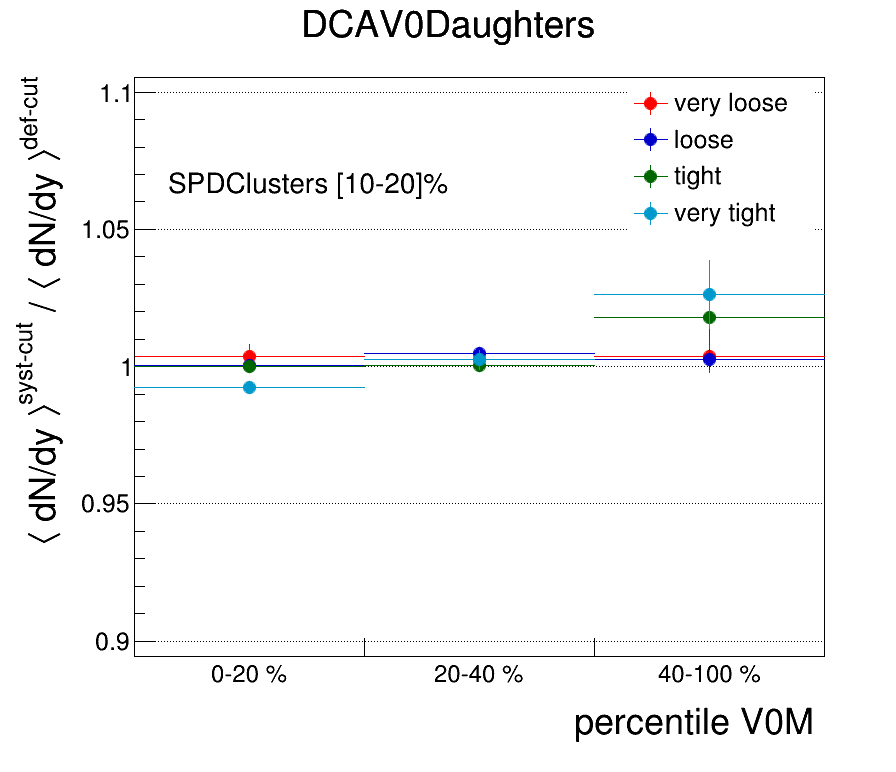 DCAV0Daughters
⟨ dN/dy ⟩^syst-cut / ⟨ dN/dy ⟩^def-cut
1.1
1.05
1
0.95
0.9
SPDClusters [10-20]%
very loose
loose
tight
very tight
0-20 %
20-40 %
40-100 %
percentile V0M